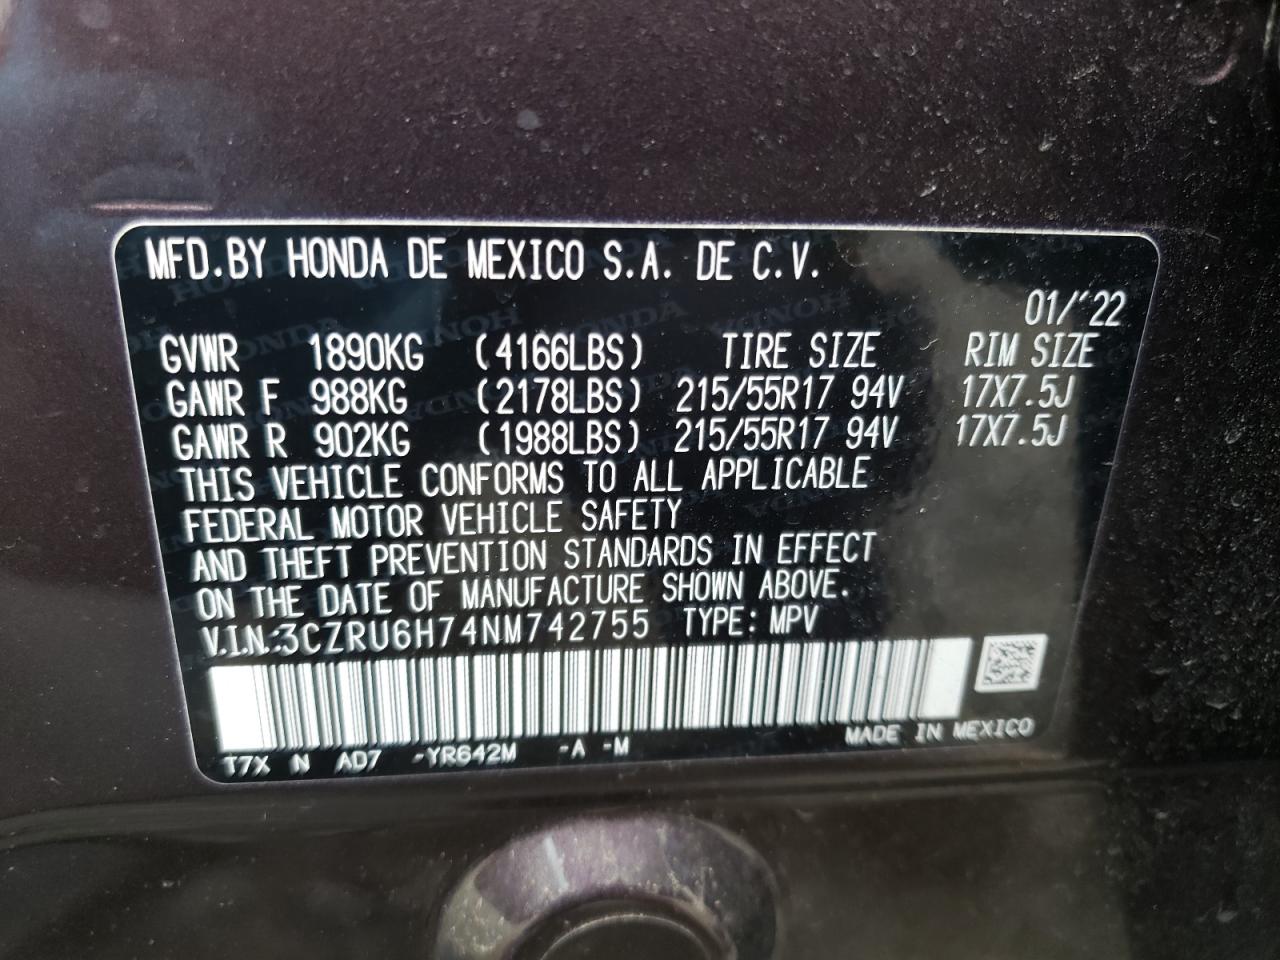 MFD.BY HONDA DE MEXICO S.A. DE C.V.
01/'22
GVWR 1890KG (4166LBS) TIRE SIZE RIM SIZE
GAWR F 988KG (2178LBS) 215/55R17 94V 17X7.5J
GAWR R 902KG (1988LBS) 215/55R17 94V 17X7.5J
THIS VEHICLE CONFORMS TO ALL APPLICABLE
FEDERAL MOTOR VEHICLE SAFETY
AND THEFT PREVENTION STANDARDS IN EFFECT
ON THE DATE OF MANUFACTURE SHOWN ABOVE.
V.I.N.:3CZRU6H74NM742755 TYPE: MPV
MADE IN MEXICO
T7X N AD7 -YR642M -A -M